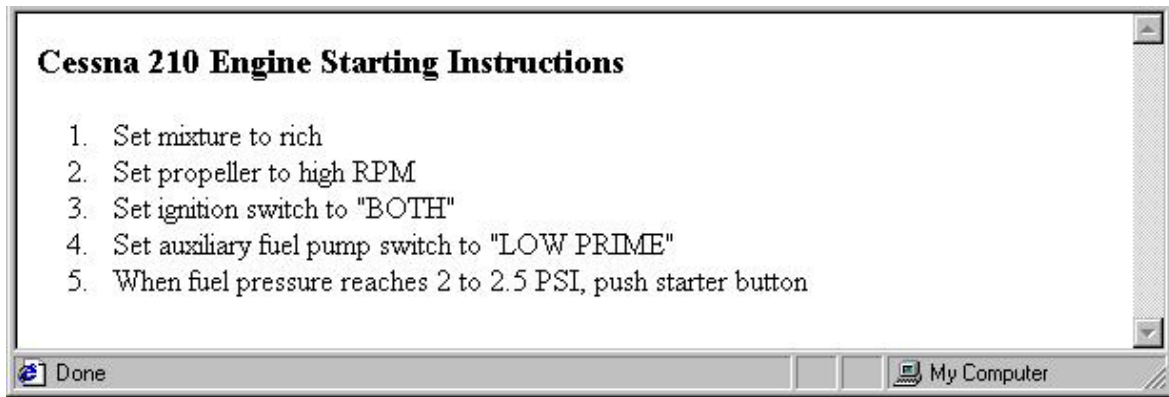 Cessna 210 Engine Starting Instructions
1. Set mixture to rich
2. Set propeller to high RPM
3. Set ignition switch to "BOTH"
4. Set auxiliary fuel pump switch to "LOW PRIME"
5. When fuel pressure reaches 2 to 2.5 PSI, push starter button
Done
My Computer